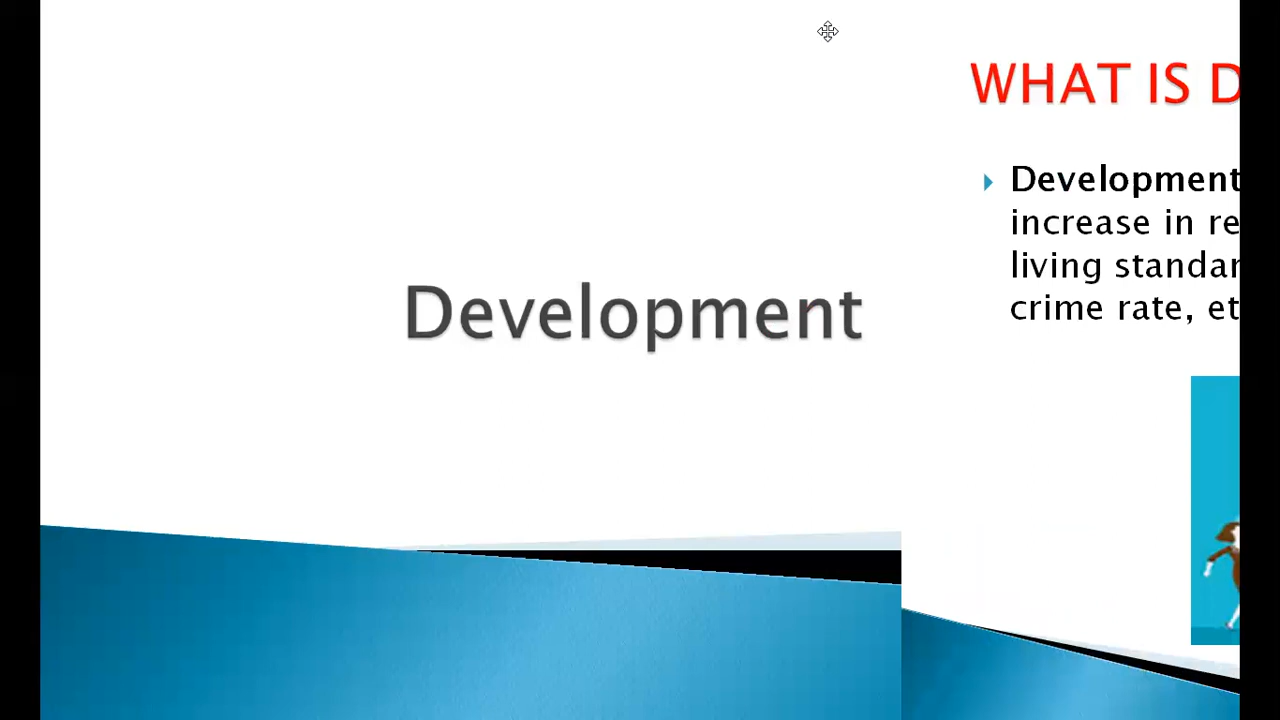 Development
WHAT IS D
Development
increase in re
living standar
crime rate, et